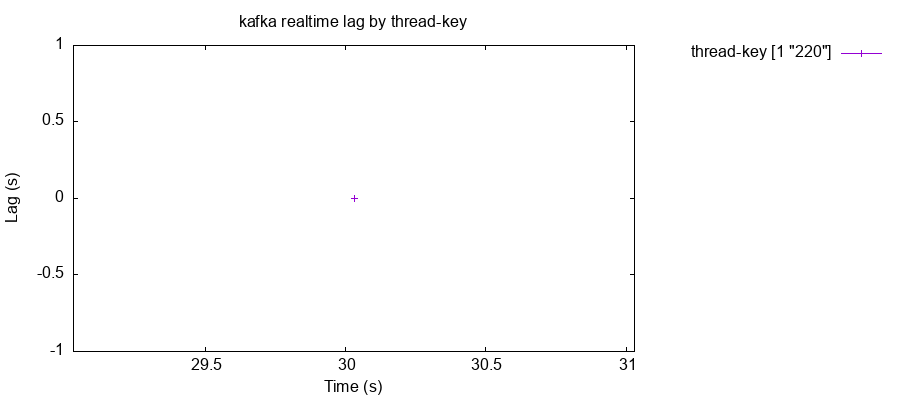 kafka realtime lag by thread-key
thread-key [1 "220"]
1
0.5
0
-0.5
-1
Lag (s)
29.5
30
30.5
31
Time (s)